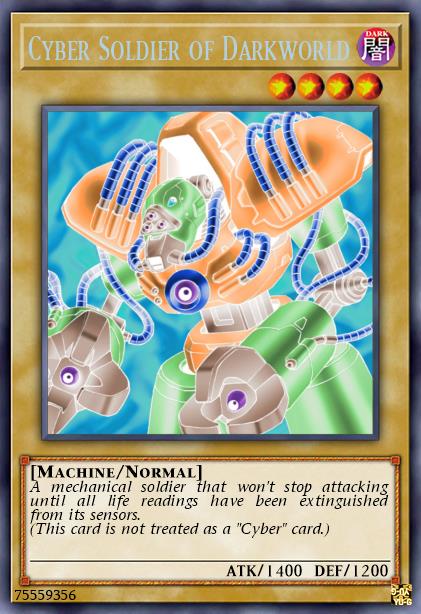 CYBER SOLDIER OF DARKWORLD
DARK
闇
[MACHINE/NORMAL]
A mechanical soldier that won't stop attacking
until all life readings have been extinguished
from its sensors.
(This card is not treated as a "Cyber" card.)
ATK/1400 DEF/1200
75559356